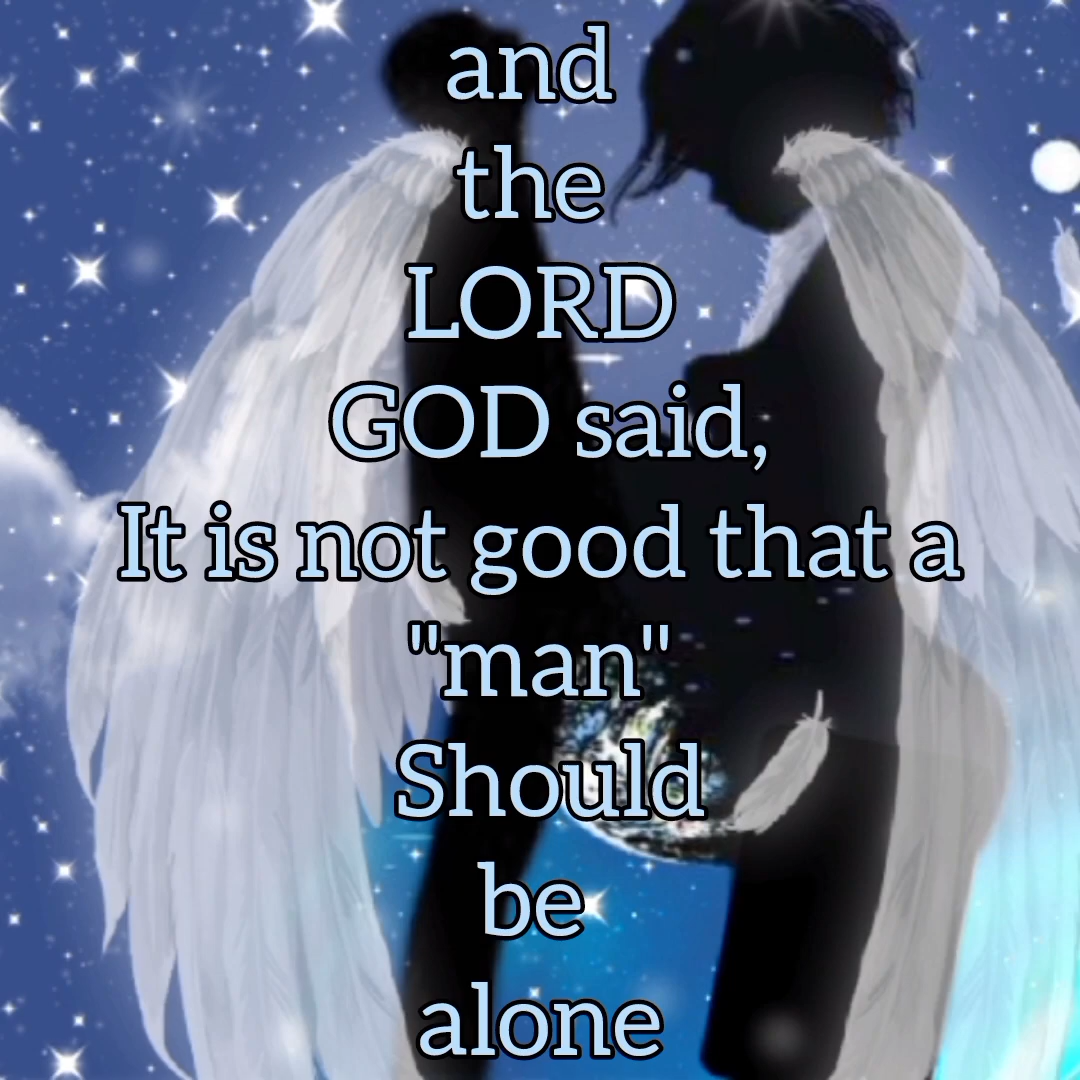 and
the
LORD
GOD said,
It is not good that a
"man"
Should
be
alone